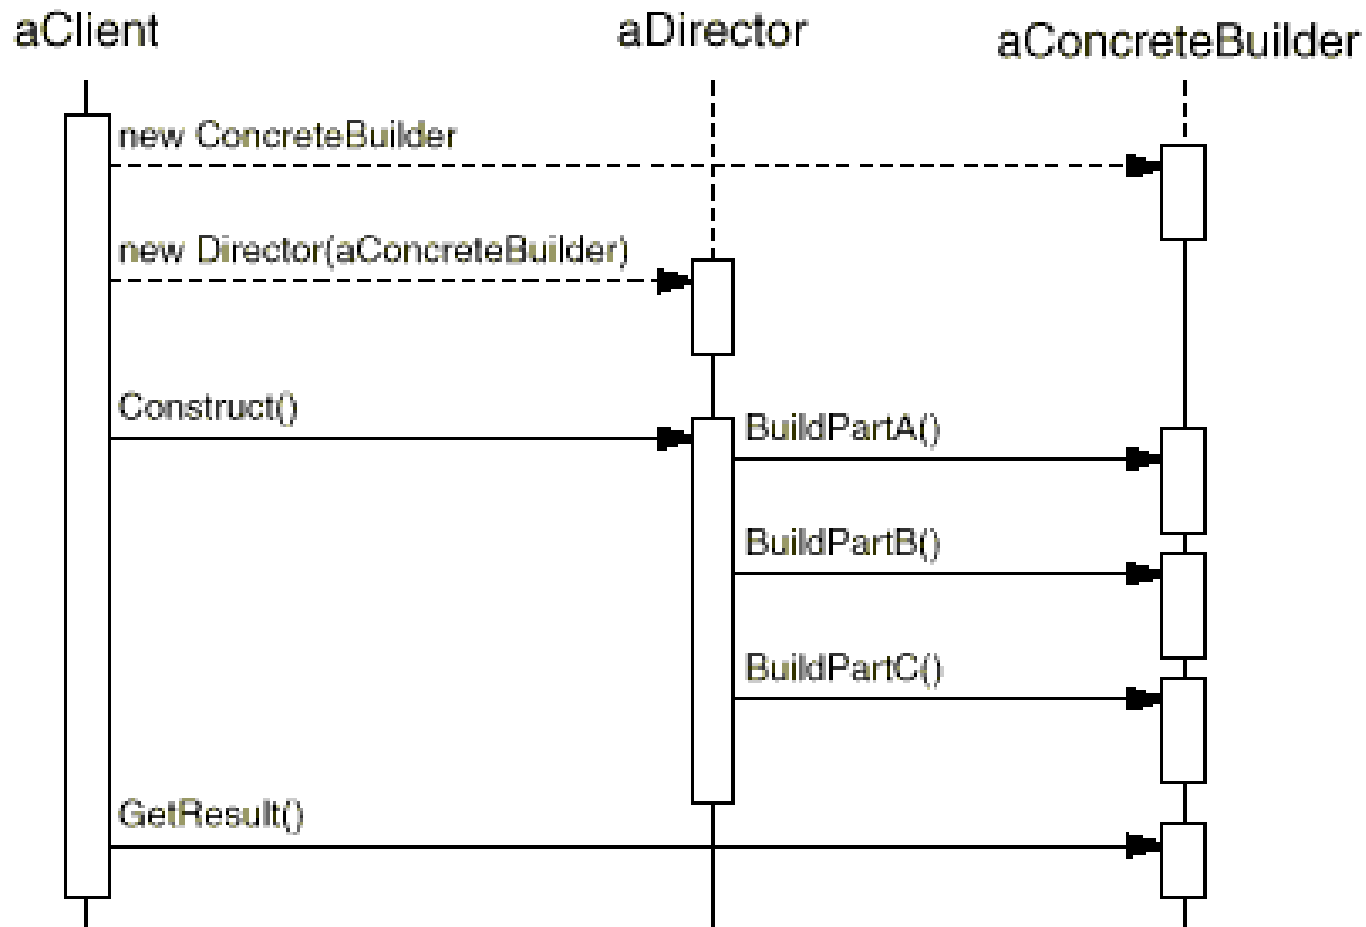 aClient
aDirector
aConcreteBuilder
new ConcreteBuilder
new Director(aConcreteBuilder)
Construct()
BuildPartA()
BuildPartB()
BuildPartC()
GetResult()